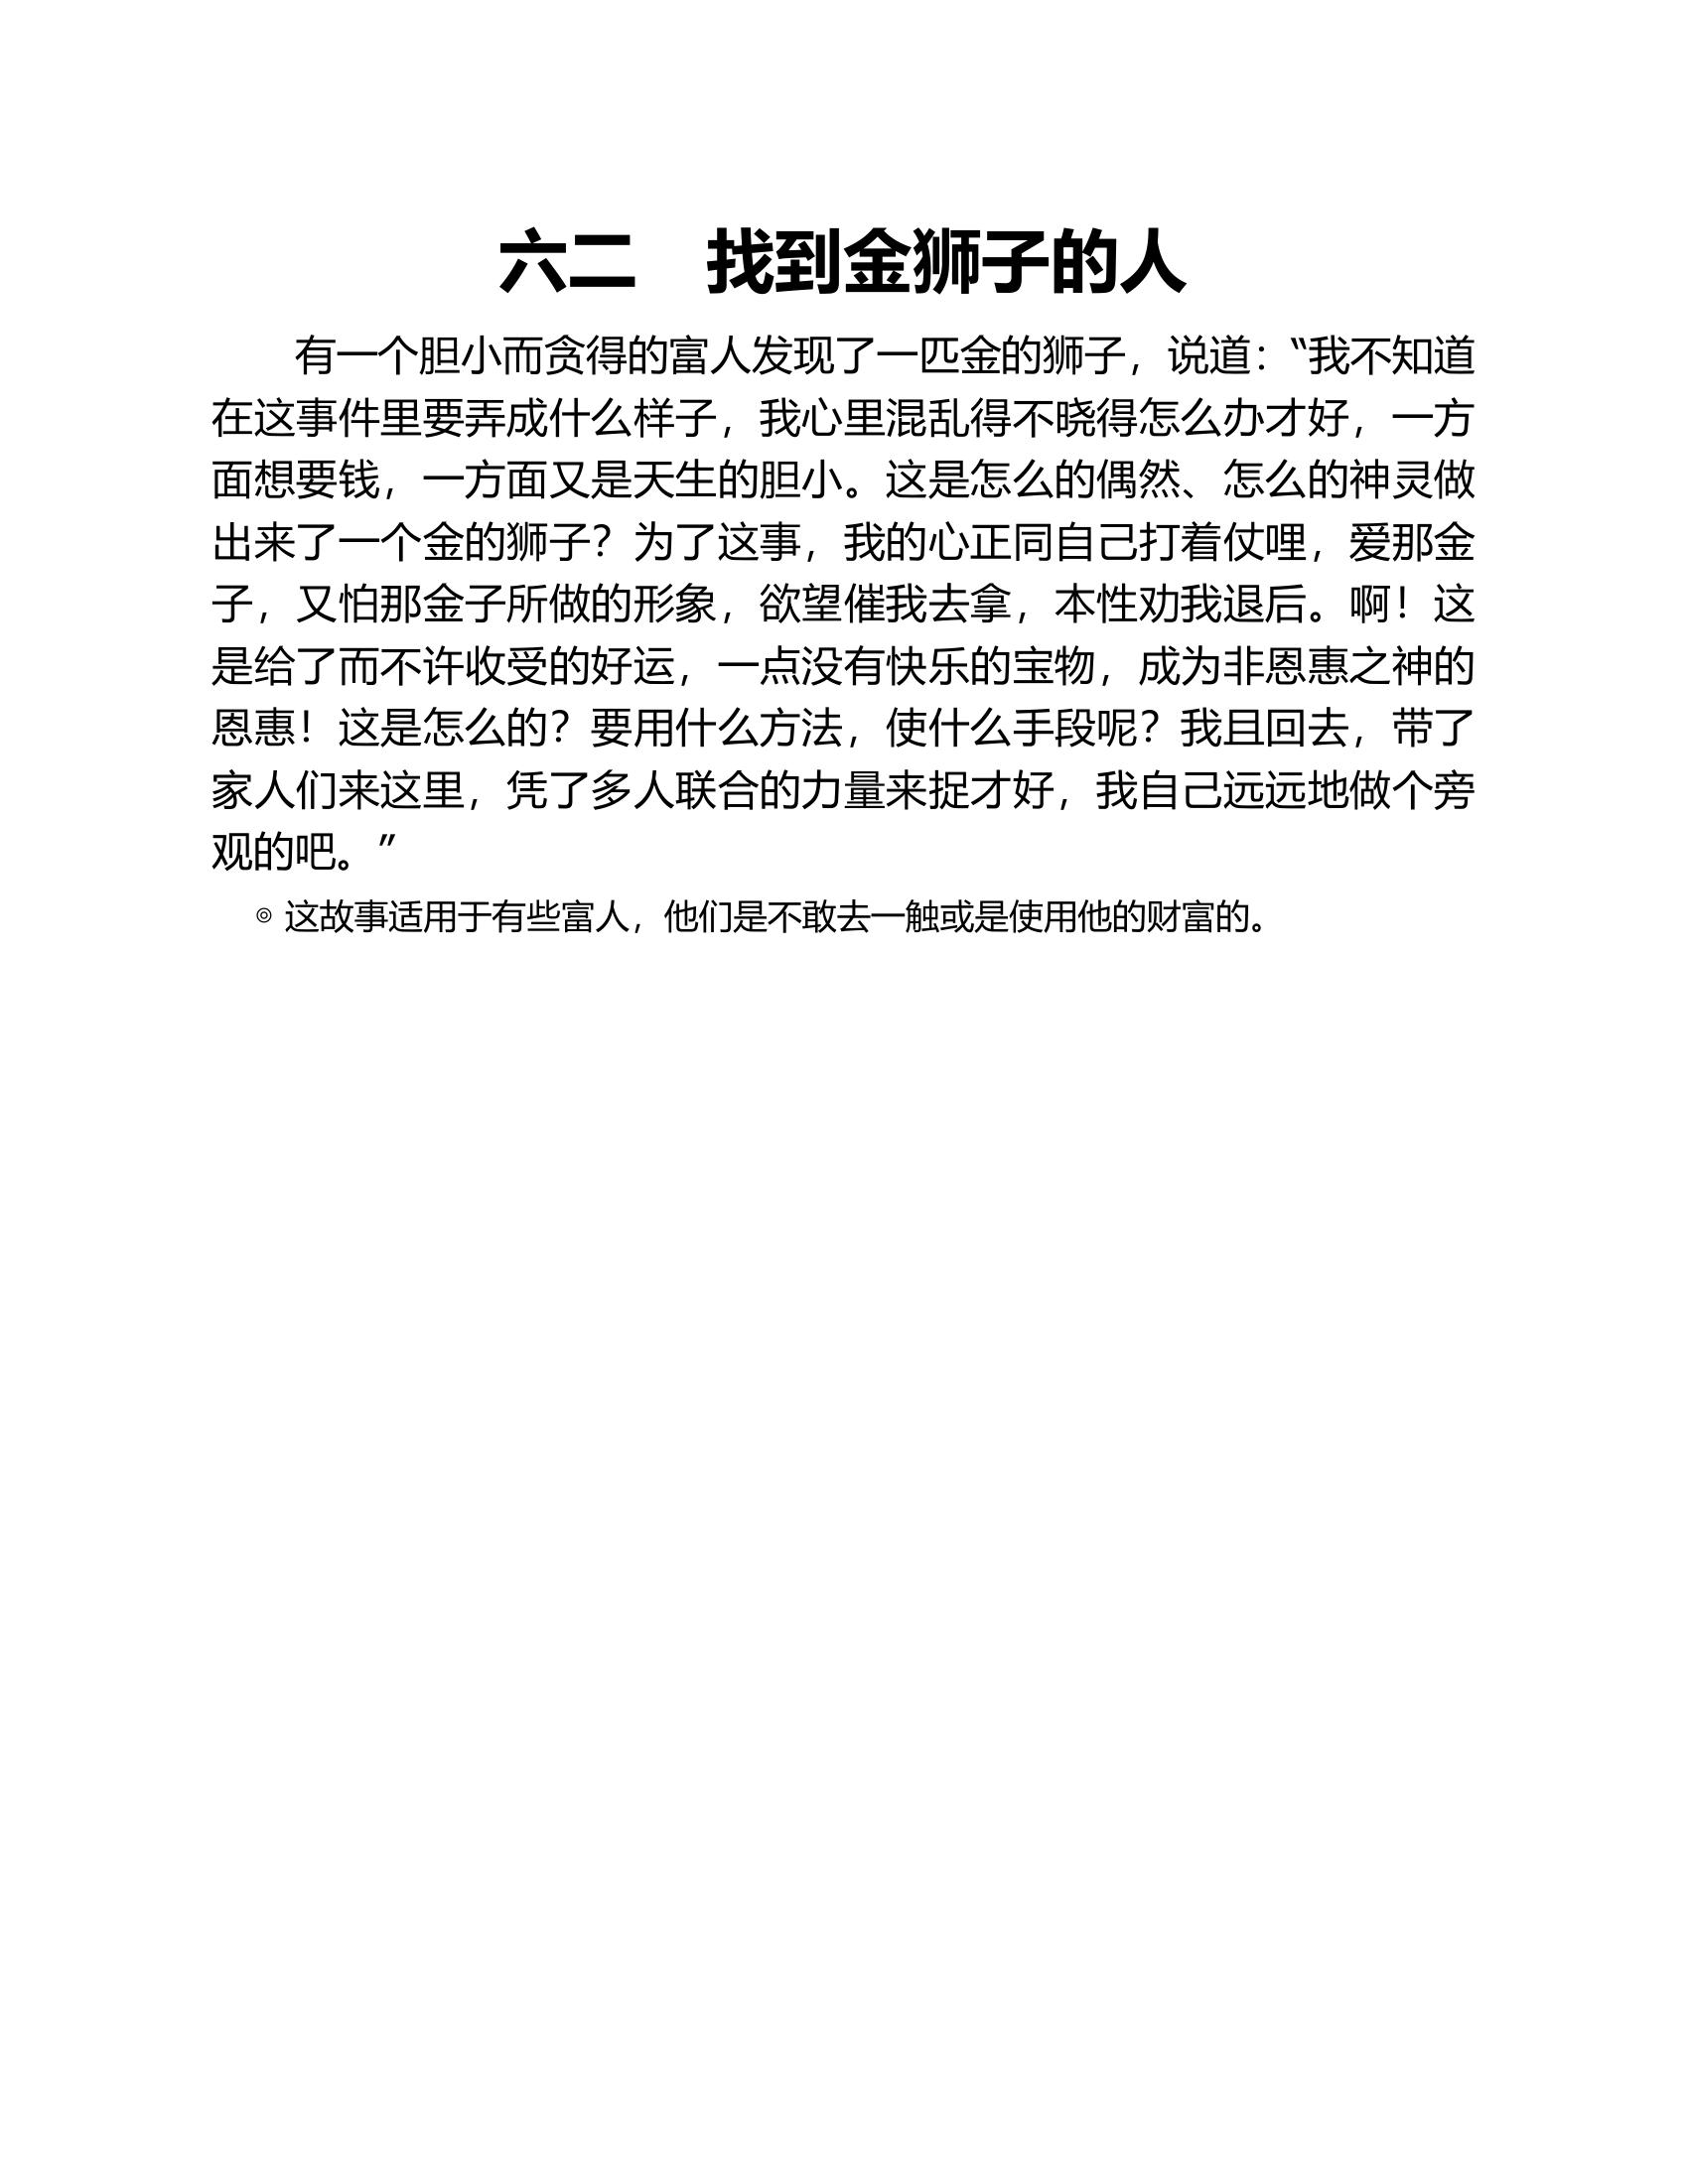 六二　找到金狮子的人
有一个胆小而贪得的富人发现了一匹金的狮子，说道：“我不知道
在这事件里要弄成什么样子，我心里混乱得不晓得怎么办才好，一方
面想要钱，一方面又是天生的胆小。这是怎么的偶然、怎么的神灵做
出来了一个金的狮子？为了这事，我的心正同自己打着仗哩，爱那金
子，又怕那金子所做的形象，欲望催我去拿，本性劝我退后。啊！这
是给了而不许收受的好运，一点没有快乐的宝物，成为非恩惠之神的
恩惠！这是怎么的？要用什么方法，使什么手段呢？我且回去，带了
家人们来这里，凭了多人联合的力量来捉才好，我自己远远地做个旁
观的吧。”
◎ 这故事适用于有些富人，他们是不敢去一触或是使用他的财富的。